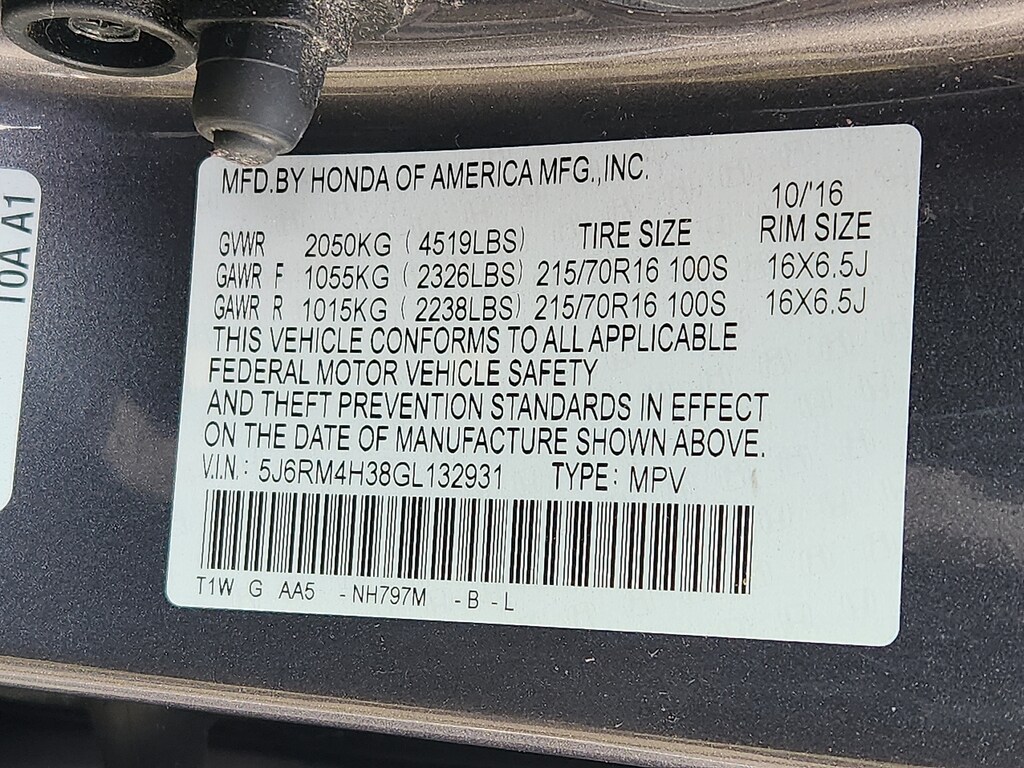 MFD.BY HONDA OF AMERICA MFG.,INC.
10/'16
GVWR 2050KG (4519LBS) TIRE SIZE RIM SIZE
GAWR F 1055KG (2326LBS) 215/70R16 100S 16X6.5J
GAWR R 1015KG (2238LBS) 215/70R16 100S 16X6.5J
THIS VEHICLE CONFORMS TO ALL APPLICABLE
FEDERAL MOTOR VEHICLE SAFETY
AND THEFT PREVENTION STANDARDS IN EFFECT
ON THE DATE OF MANUFACTURE SHOWN ABOVE.
V.I.N.: 5J6RM4H38GL132931 TYPE: MPV
T1W G AA5 -NH797M -B -L
10A A1